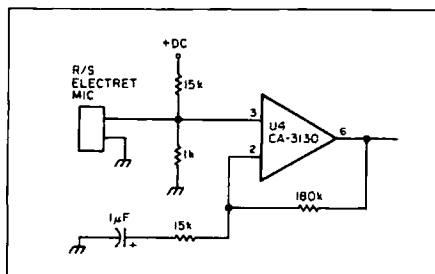 +DC
R/S
ELECTRET
MIC
15k
3
U4
CA-3130
6
1k
2
180k
1µF
15k
+